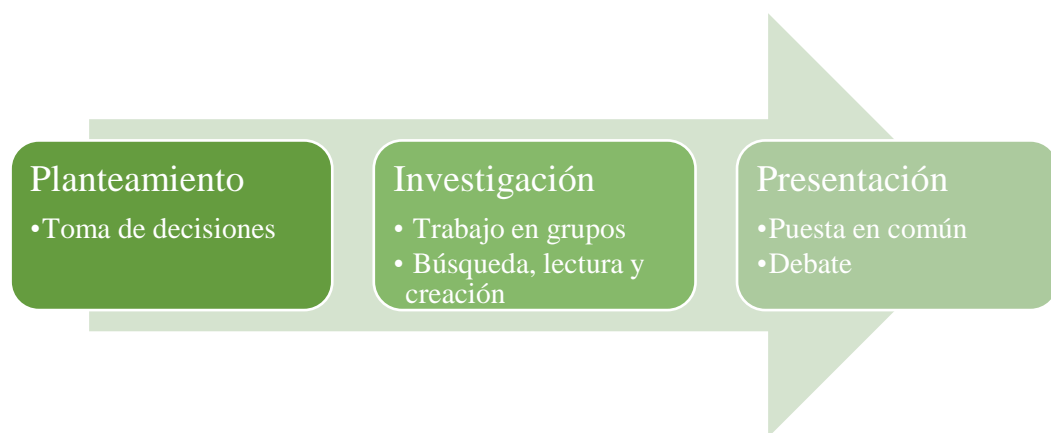 Planteamiento
•Toma de decisiones
Investigación
• Trabajo en grupos
• Búsqueda, lectura y
creación
Presentación
•Puesta en común
•Debate